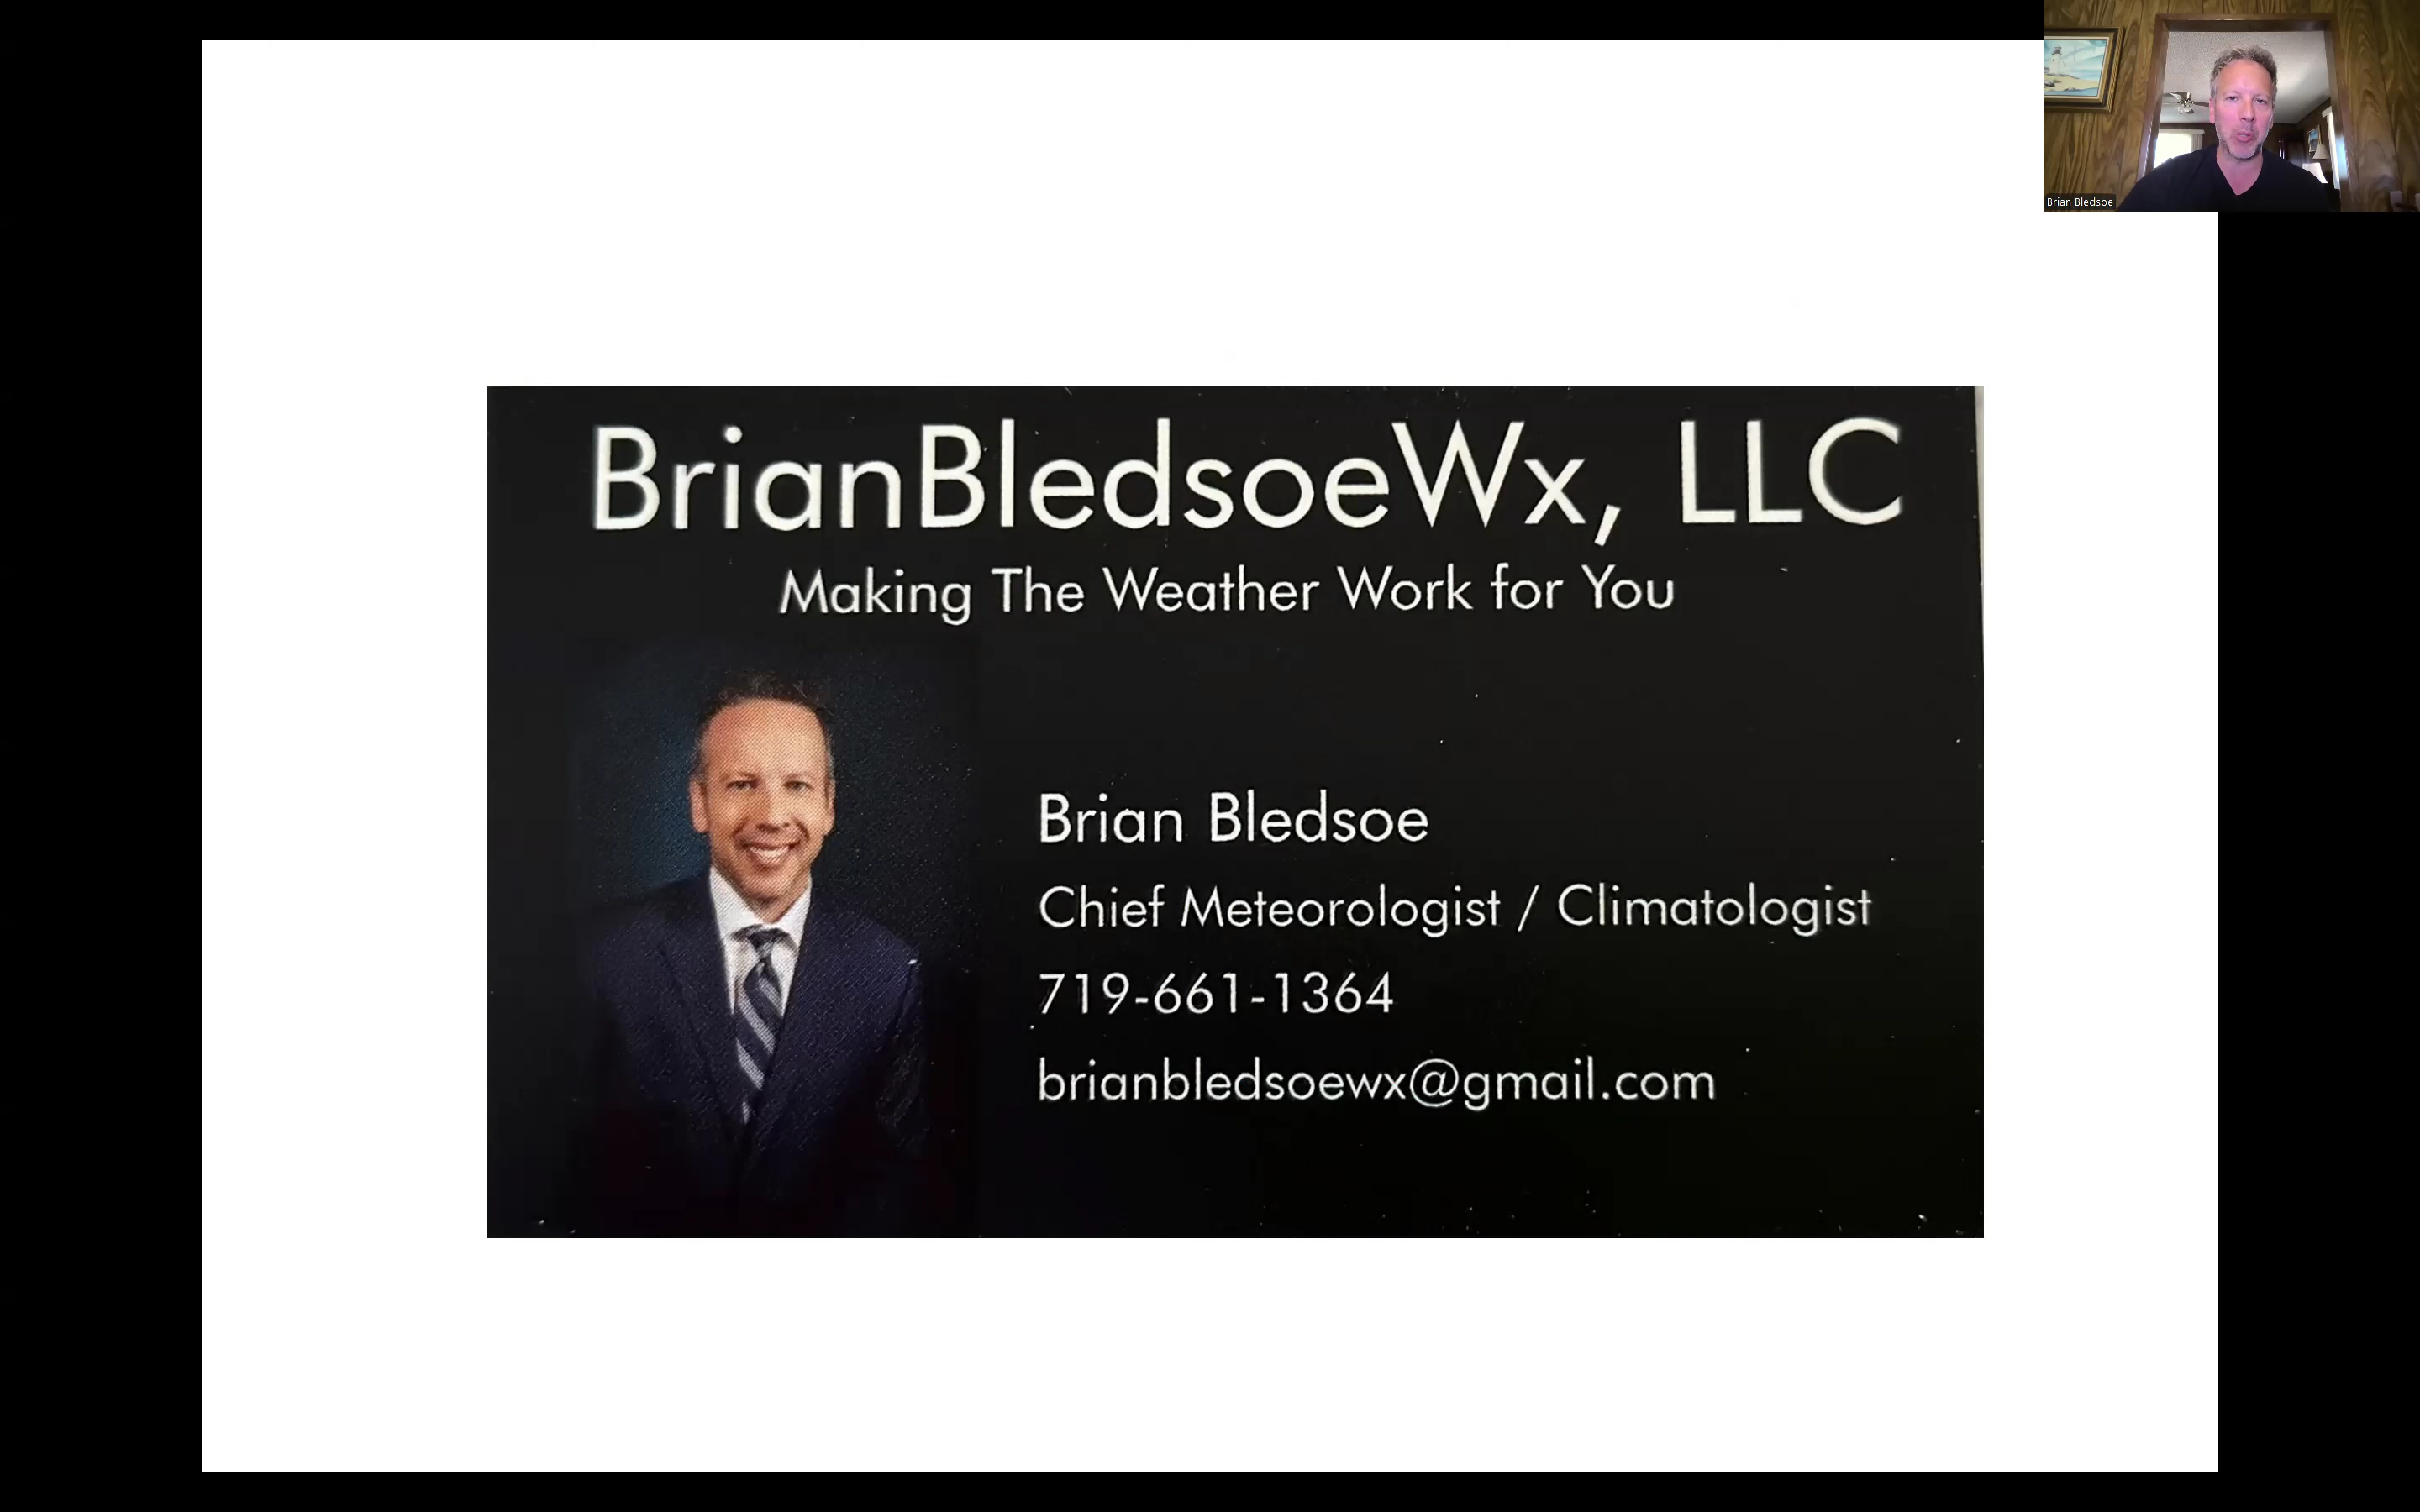 Brian Bledsoe
BrianBledsoeWx, LLC
Making The Weather Work for You
Brian Bledsoe
Chief Meteorologist / Climatologist
719-661-1364
brianbledsoewx@gmail.com